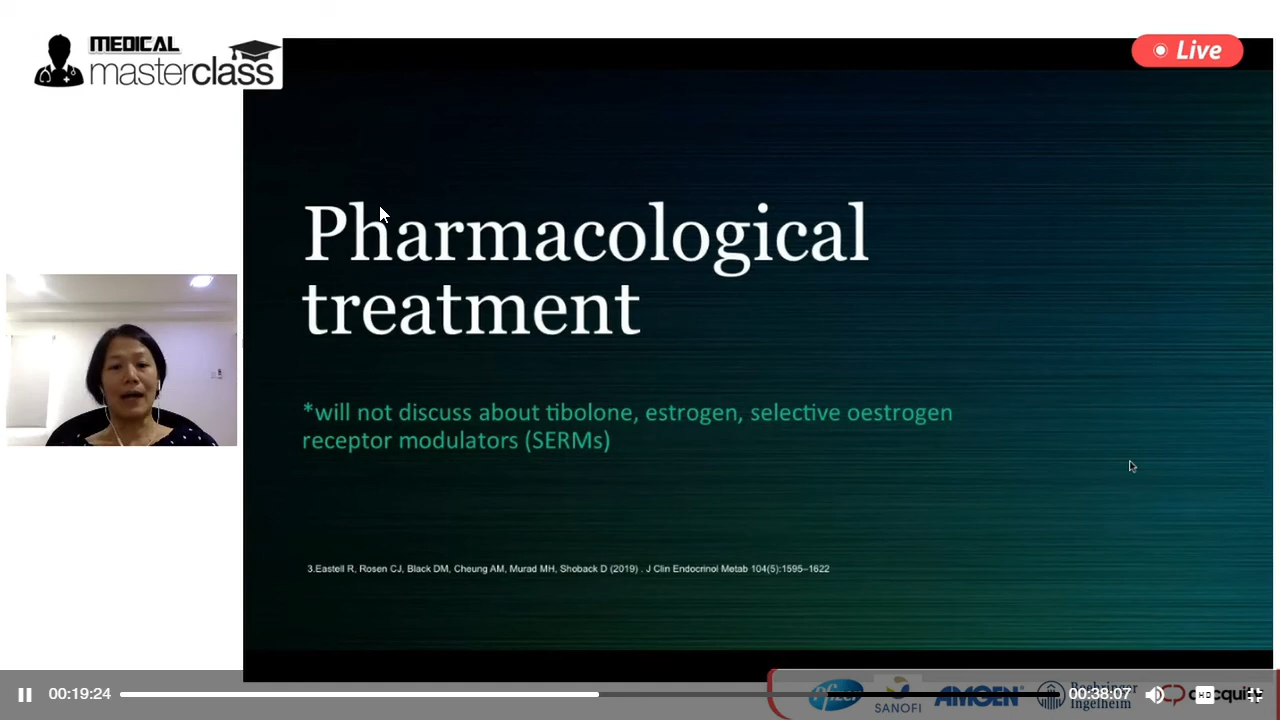 MEDICAL
masterclass
Live
Pharmacological
treatment
*will not discuss about tibolone, estrogen, selective oestrogen
receptor modulators (SERMs)
3.Eastell R, Rosen CJ, Black DM, Cheung AM, Murad MH, Shoback D (2019) . J Clin Endocrinol Metab 104(5):1595–1622
00:19:24
Pfizer
SANOFI
AMGEN
Boehringer
Ingelheim
00:38:07
HD